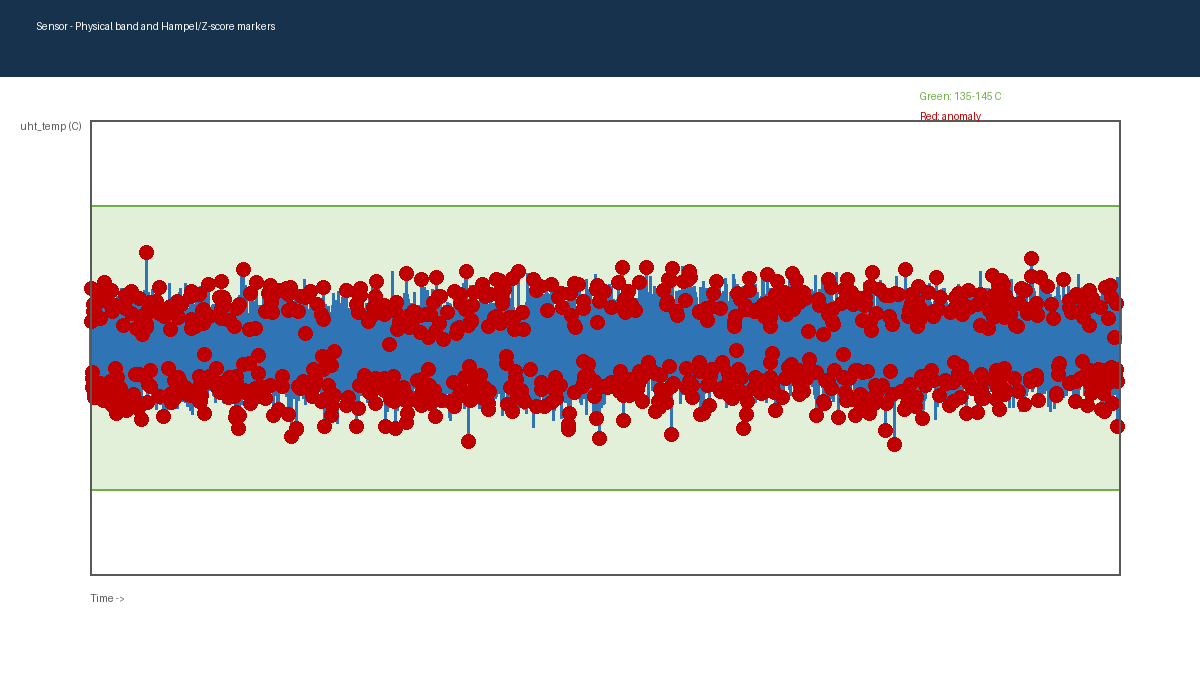 Sensor - Physical band and Hampel/Z-score markers
Green: 135-145 C
Red: anomaly
uht_temp (C)
Time ->